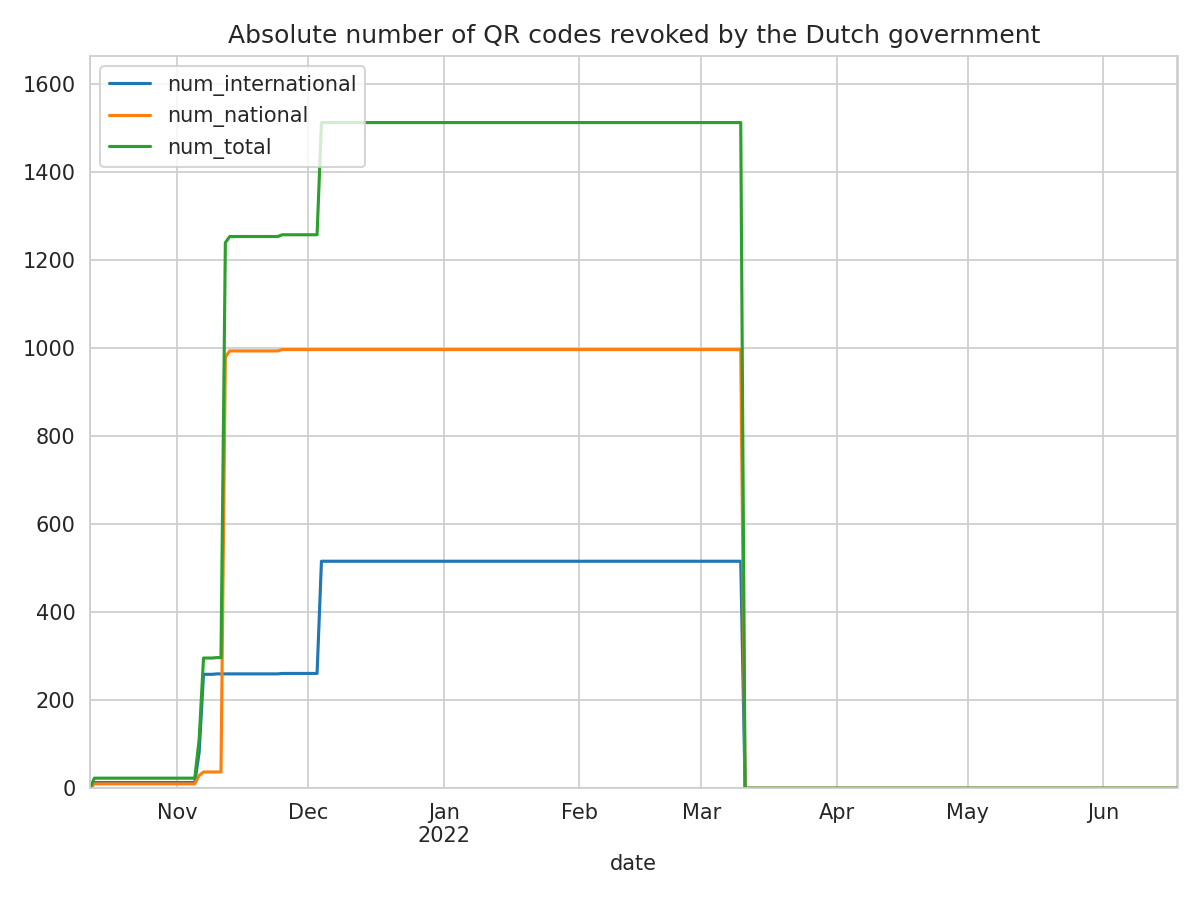 Absolute number of QR codes revoked by the Dutch government
num_international
num_national
num_total
1600
1400
1200
1000
800
600
400
200
0
Nov Dec Jan Feb Mar Apr May Jun
2022
date